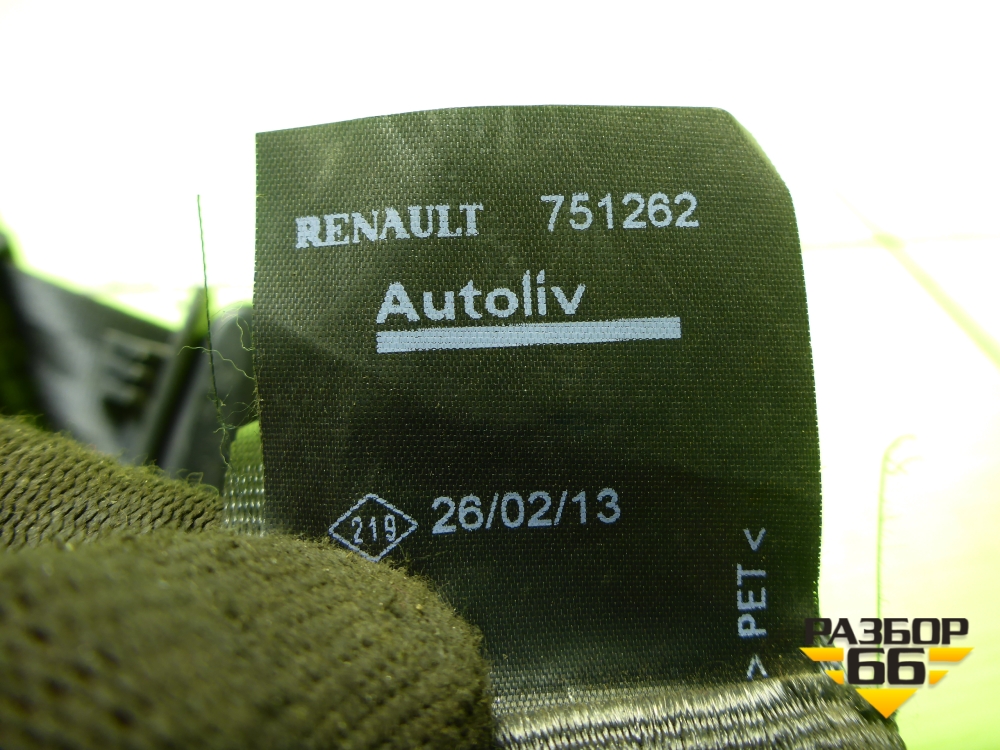 RENAULT 751262
Autoliv
219 26/02/13
> PET <
РАЗБОР
66